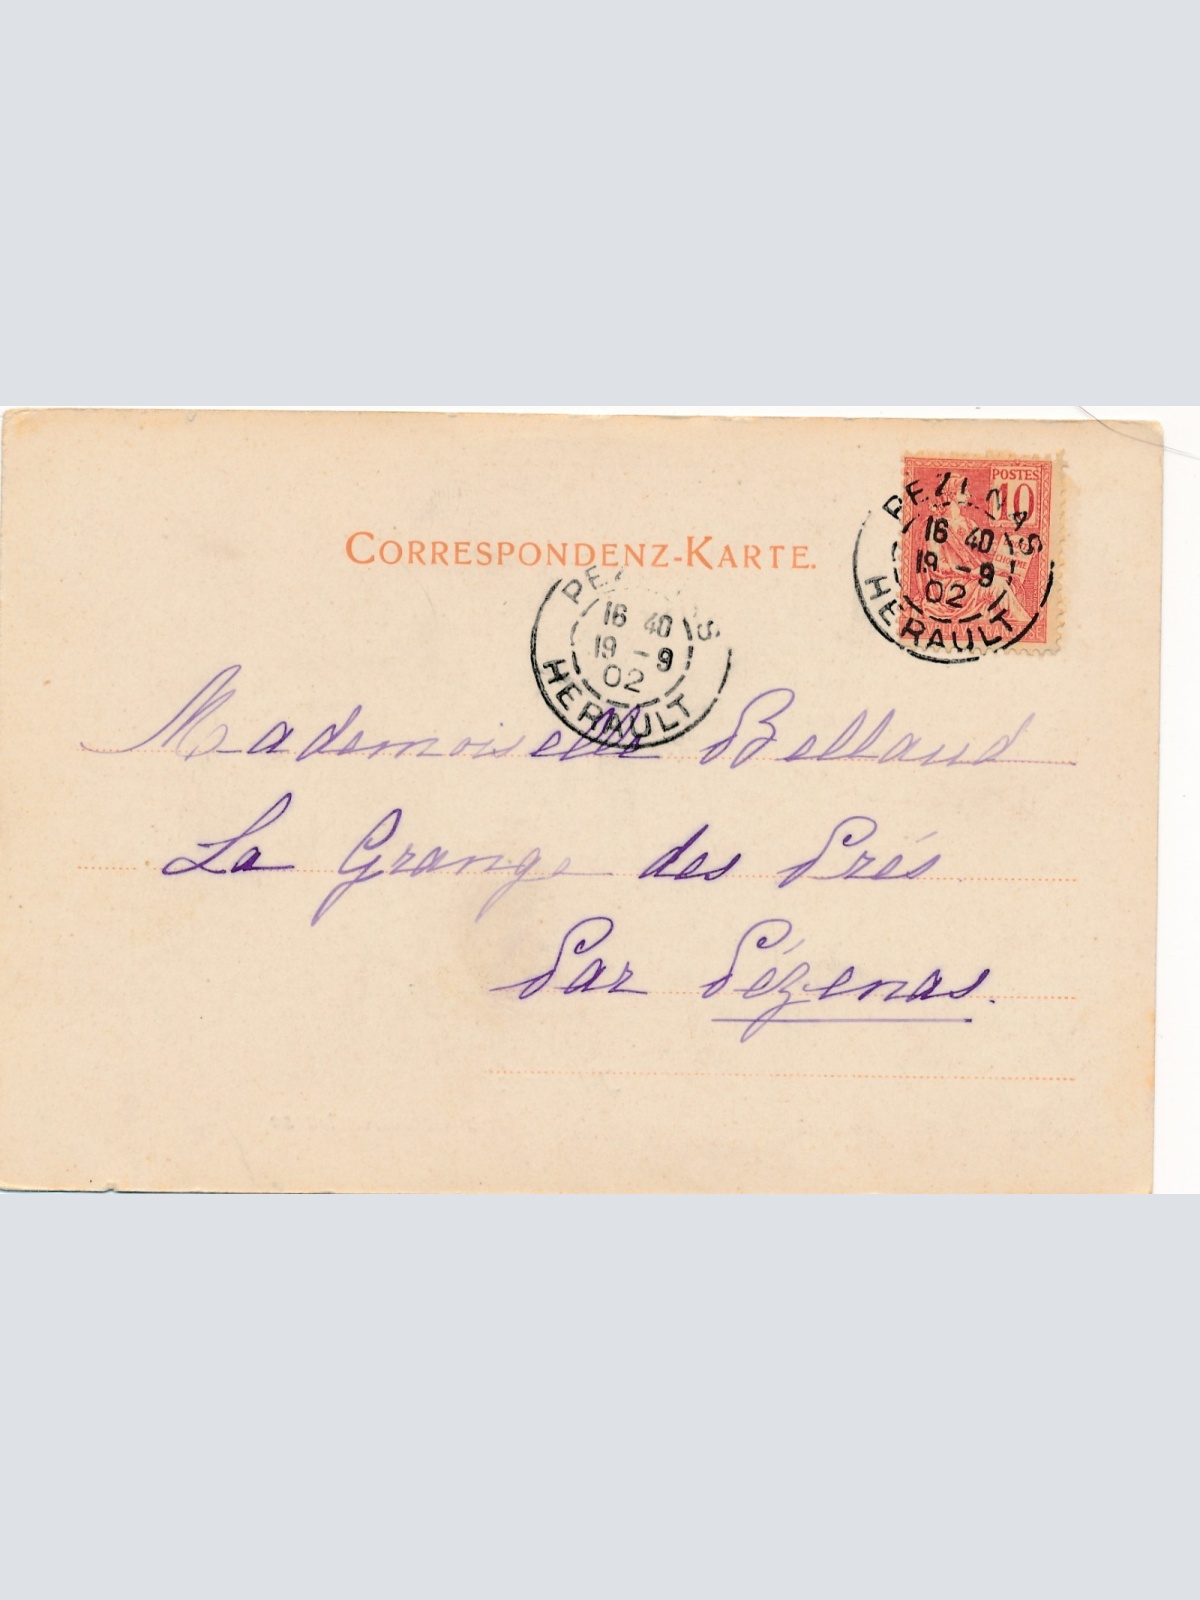 POSTES
10
PEZENAS
16 40
19 - 9
02
HERAULT
CORRESPONDENZ-KARTE.
16 40
19 - 9
02
HERAULT
Mademoiselle Bellaud
La Grange des Prés
Par Pézenas.